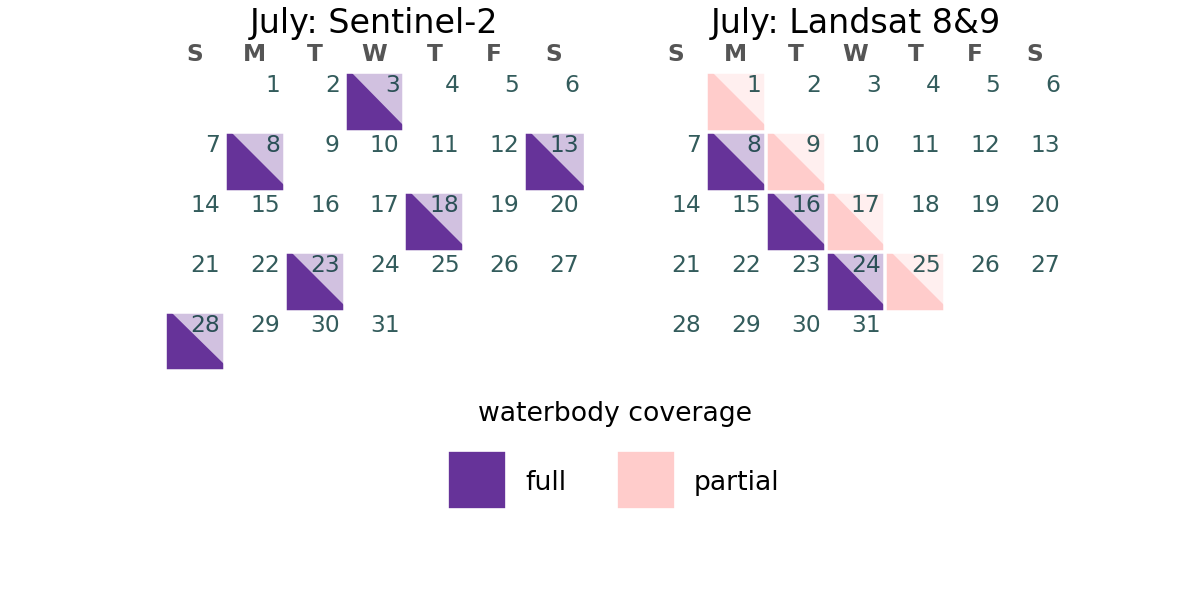 July: Sentinel-2
S M T W T F S
1 2 3 4 5 6
7 8 9 10 11 12 13
14 15 16 17 18 19 20
21 22 23 24 25 26 27
28 29 30 31
July: Landsat 8&9
S M T W T F S
1 2 3 4 5 6
7 8 9 10 11 12 13
14 15 16 17 18 19 20
21 22 23 24 25 26 27
28 29 30 31
waterbody coverage
full partial